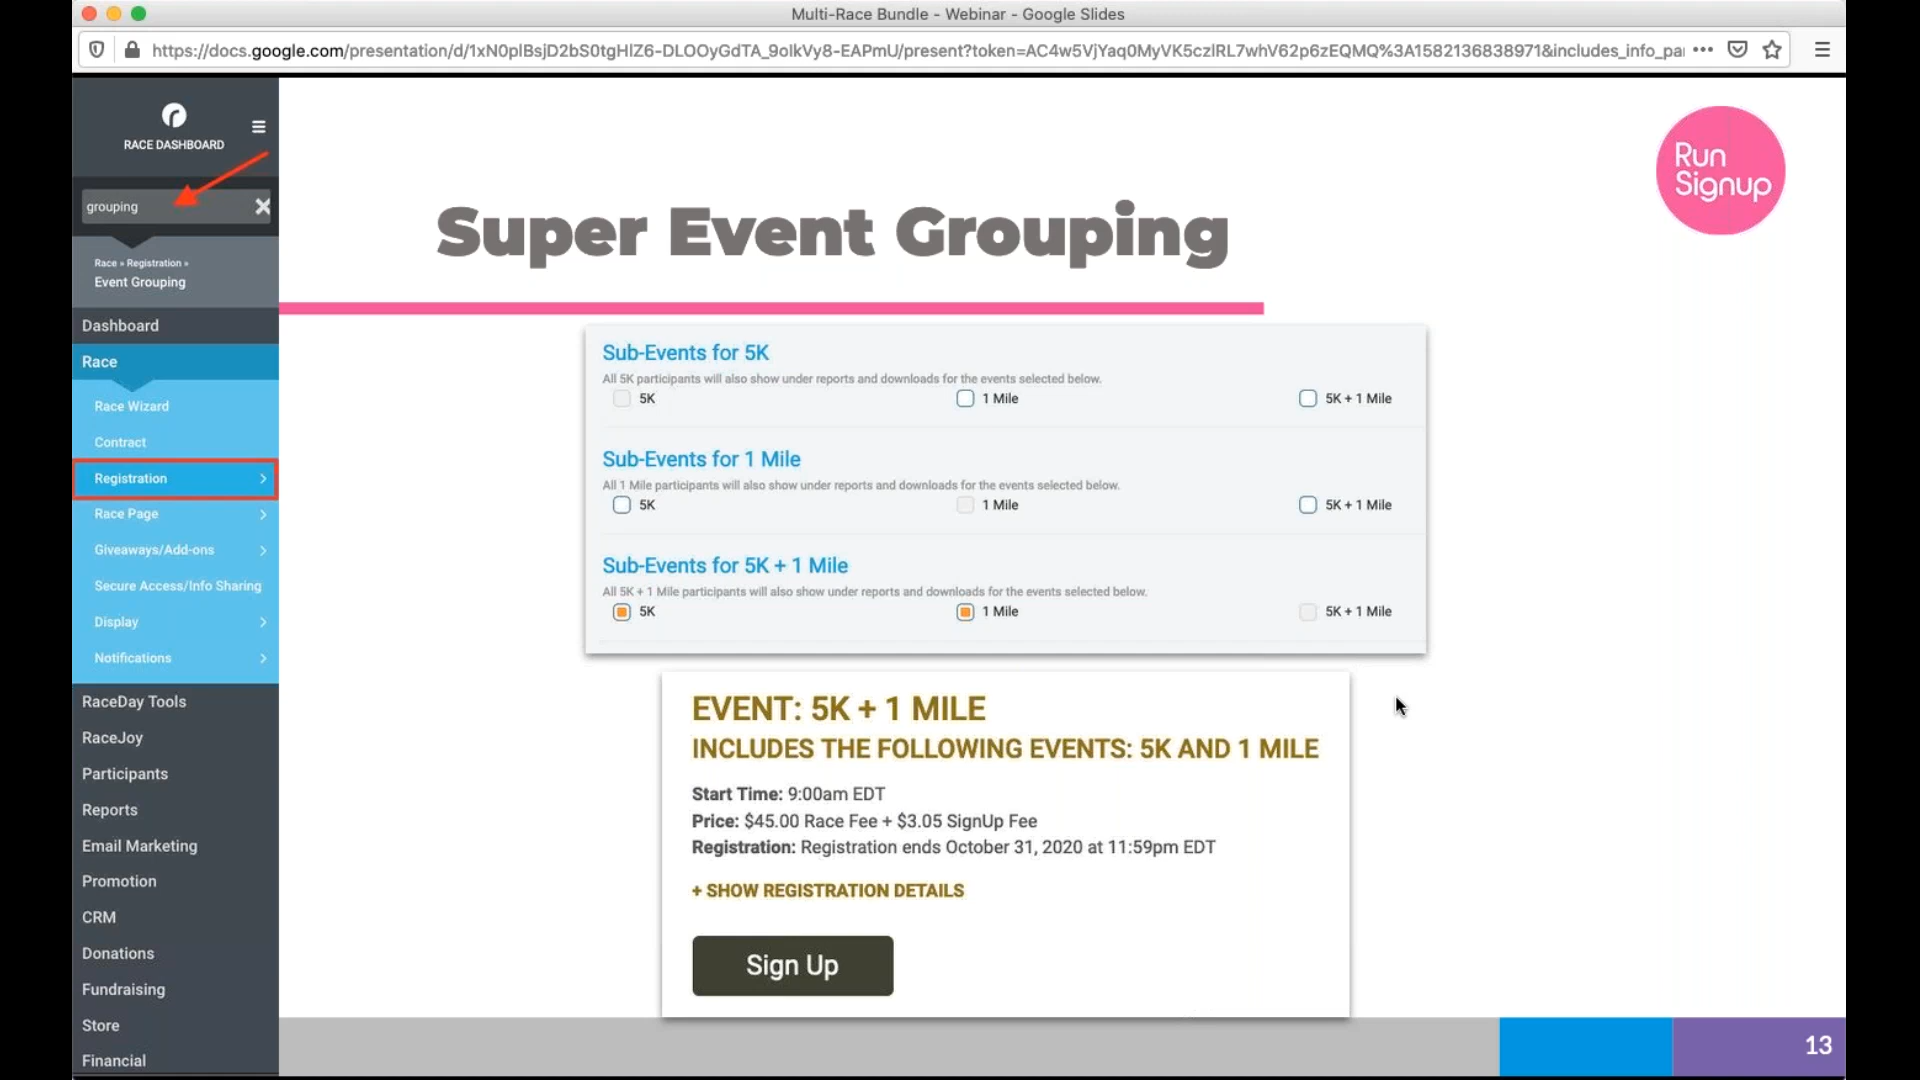 Multi-Race Bundle - Webinar - Google Slides
https://docs.google.com/presentation/d/1xN0plBsjD2bS0tgHlZ6-DLOOyGdTA_9olkVy8-EAPmU/present?token=AC4w5VjYaq0MyVK5czlRL7whV62p6zEQMQ%3A1582136838971&includes_info_pa
RACE DASHBOARD
grouping
Race » Registration »
Event Grouping
Dashboard
Race
Race Wizard
Contract
Registration
Race Page
Giveaways/Add-ons
Secure Access/Info Sharing
Display
Notifications
RaceDay Tools
RaceJoy
Participants
Reports
Email Marketing
Promotion
CRM
Donations
Fundraising
Store
Financial
Run
Signup
Super Event Grouping
Sub-Events for 5K
All 5K participants will also show under reports and downloads for the events selected below.
5K 1 Mile 5K + 1 Mile
Sub-Events for 1 Mile
All 1 Mile participants will also show under reports and downloads for the events selected below.
5K 1 Mile 5K + 1 Mile
Sub-Events for 5K + 1 Mile
All 5K + 1 Mile participants will also show under reports and downloads for the events selected below.
5K 1 Mile 5K + 1 Mile
EVENT: 5K + 1 MILE
INCLUDES THE FOLLOWING EVENTS: 5K AND 1 MILE
Start Time: 9:00am EDT
Price: $45.00 Race Fee + $3.05 SignUp Fee
Registration: Registration ends October 31, 2020 at 11:59pm EDT
+ SHOW REGISTRATION DETAILS
Sign Up
13